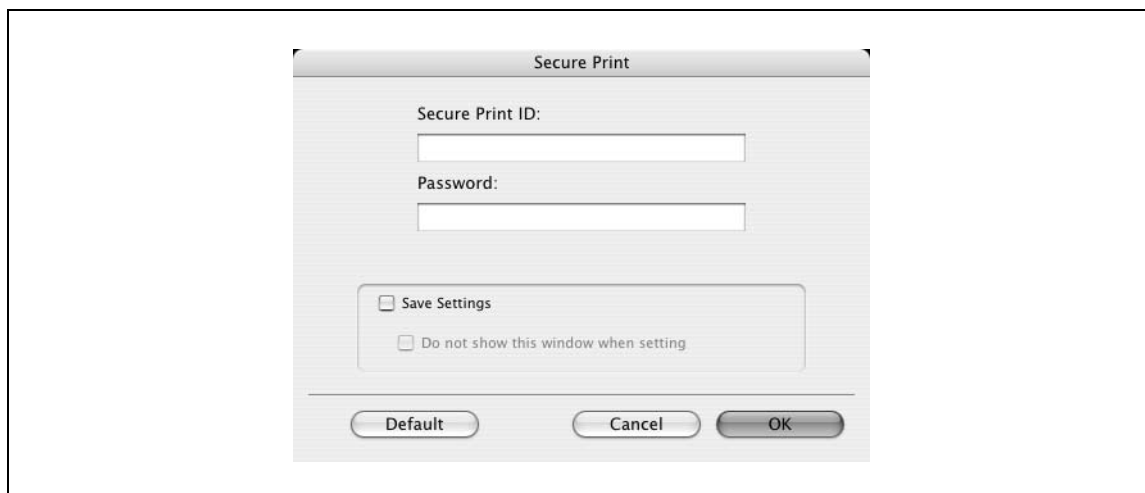 Secure Print
Secure Print ID:
Password:
Save Settings
Do not show this window when setting
Default Cancel OK